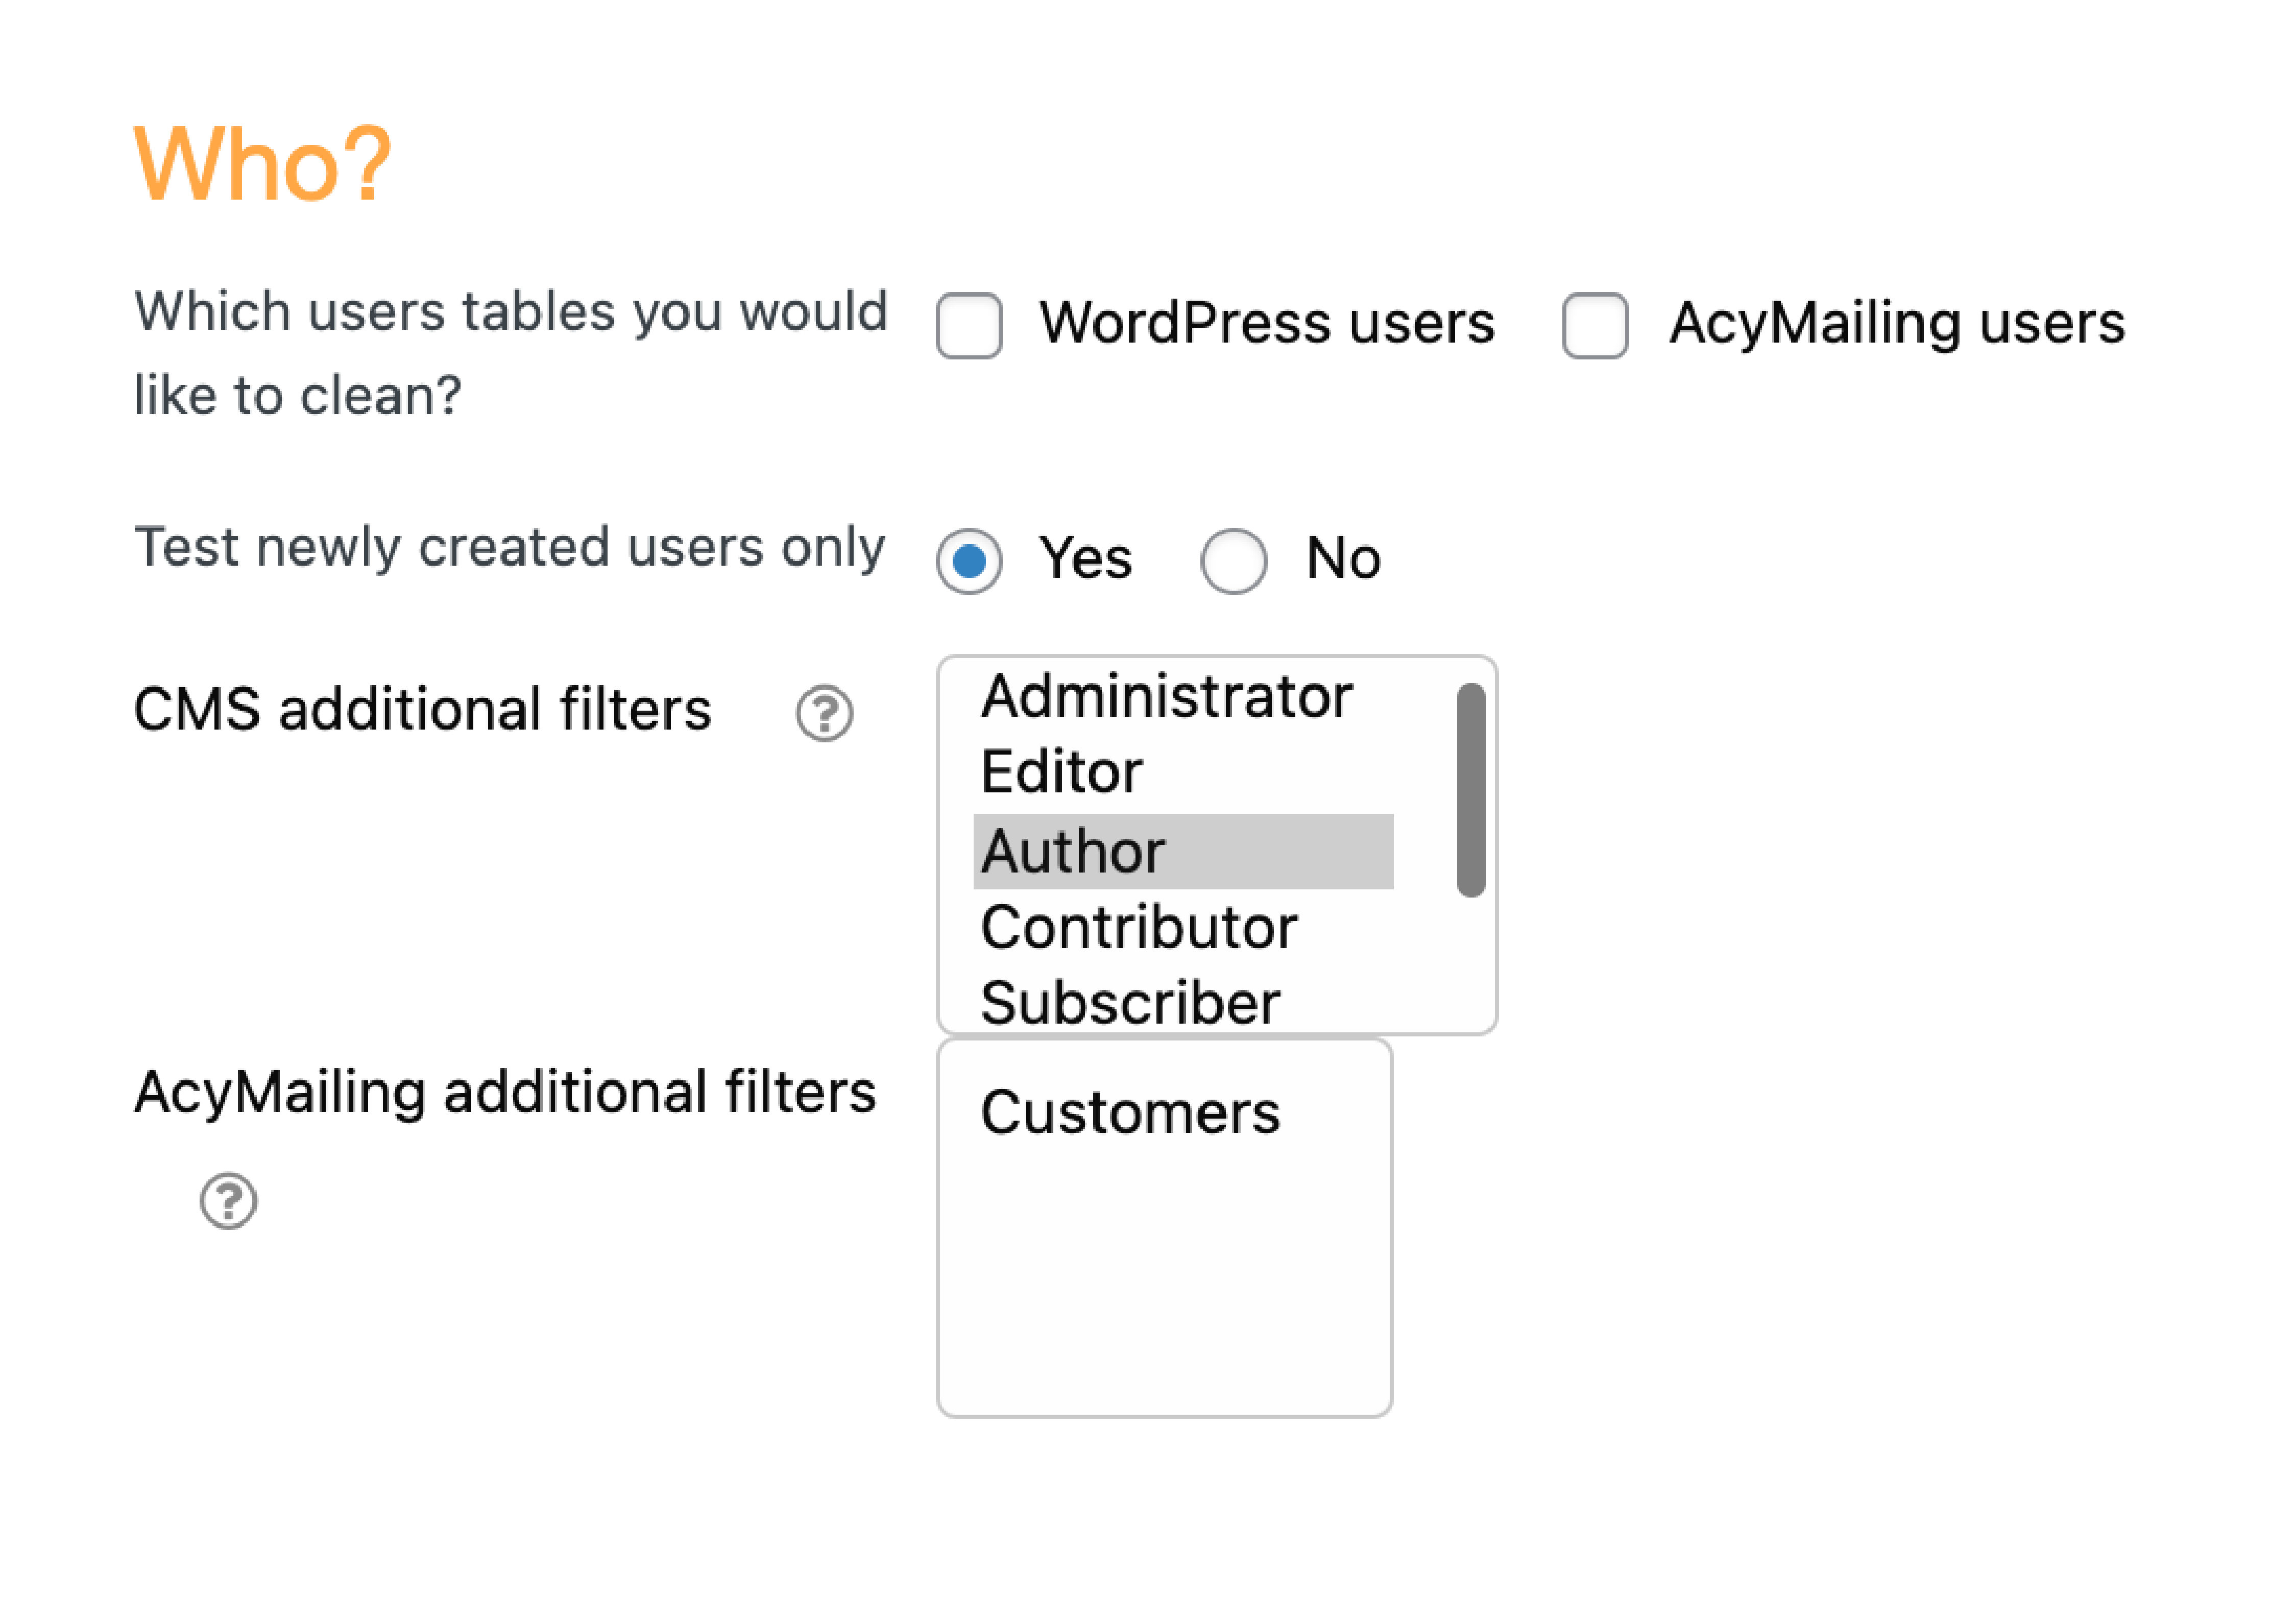 Who?
Which users tables you would
like to clean?
WordPress users
AcyMailing users
Test newly created users only
Yes
No
CMS additional filters
?
Administrator
Editor
Author
Contributor
Subscriber
AcyMailing additional filters
?
Customers